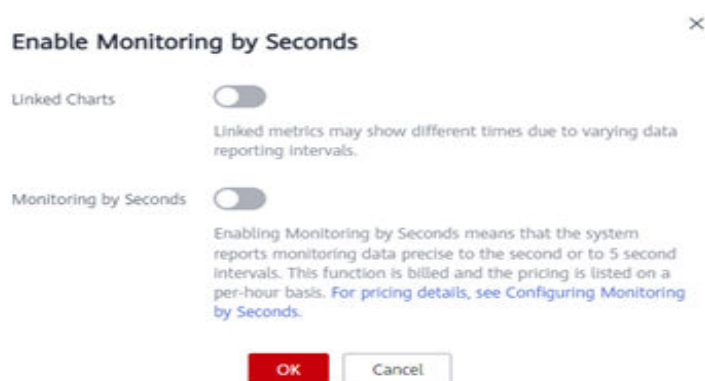 Enable Monitoring by Seconds
Linked Charts
Linked metrics may show different times due to varying data
reporting intervals.
Monitoring by Seconds
Enabling Monitoring by Seconds means that the system
reports monitoring data precise to the second or to 5 second
intervals. This function is billed and the pricing is listed on a
per-hour basis. For pricing details, see Configuring Monitoring
by Seconds.
OK
Cancel